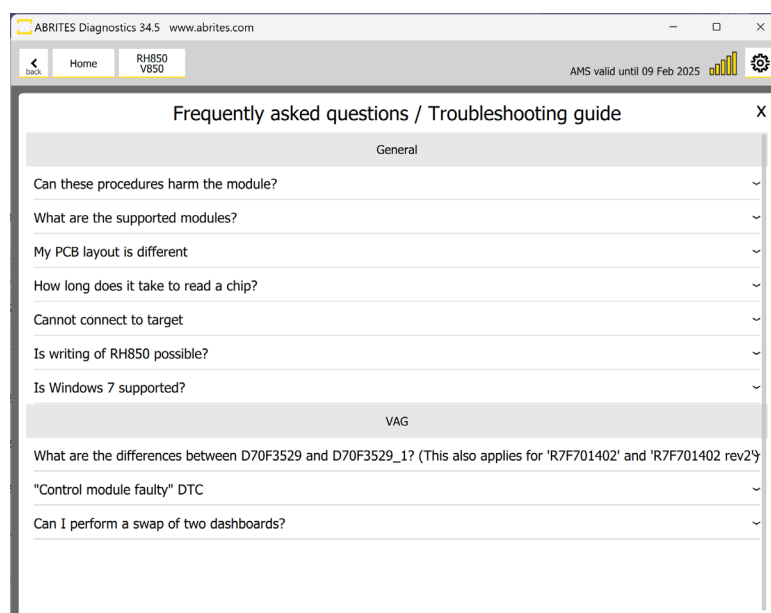 ABRITES Diagnostics 34.5 www.abrites.com
back
Home
RH850
V850
AMS valid until 09 Feb 2025
Frequently asked questions / Troubleshooting guide
X
General
Can these procedures harm the module?
What are the supported modules?
My PCB layout is different
How long does it take to read a chip?
Cannot connect to target
Is writing of RH850 possible?
Is Windows 7 supported?
VAG
What are the differences between D70F3529 and D70F3529_1? (This also applies for 'R7F701402' and 'R7F701402 rev2')
"Control module faulty" DTC
Can I perform a swap of two dashboards?